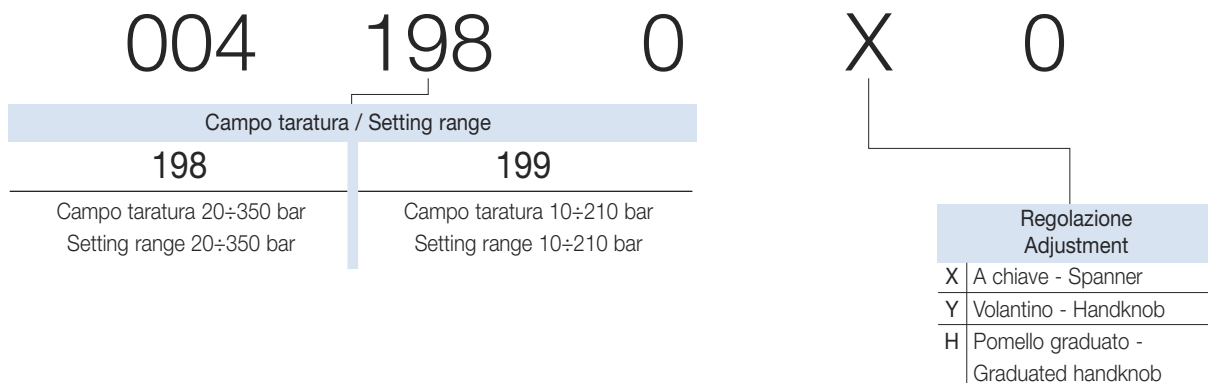 004 198 0 X 0
Campo taratura / Setting range
198 199
Campo taratura 20÷350 bar Campo taratura 10÷210 bar
Setting range 20÷350 bar Setting range 10÷210 bar
Regolazione
Adjustment
X A chiave - Spanner
Y Volantino - Handknob
H Pomello graduato -
Graduated handknob